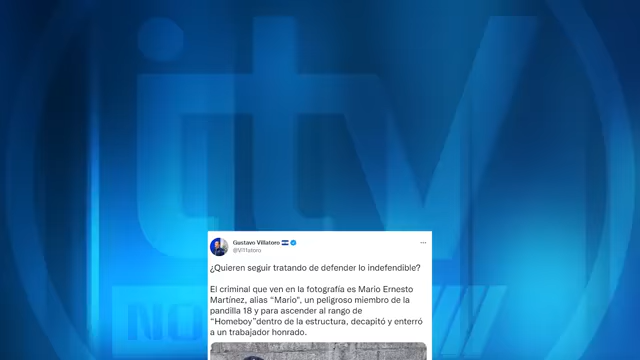 itv
NO
Gustavo Villatoro
¿Quieren seguir tratando de defender lo indefendible?
El criminal que ven en la fotografía es Mario Ernesto
Martínez, alias “Mario”, un peligroso miembro de la
pandilla 18 y para ascender al rango de
“Homeboy”dentro de la estructura, decapitó y enterró
a un trabajador honrado.